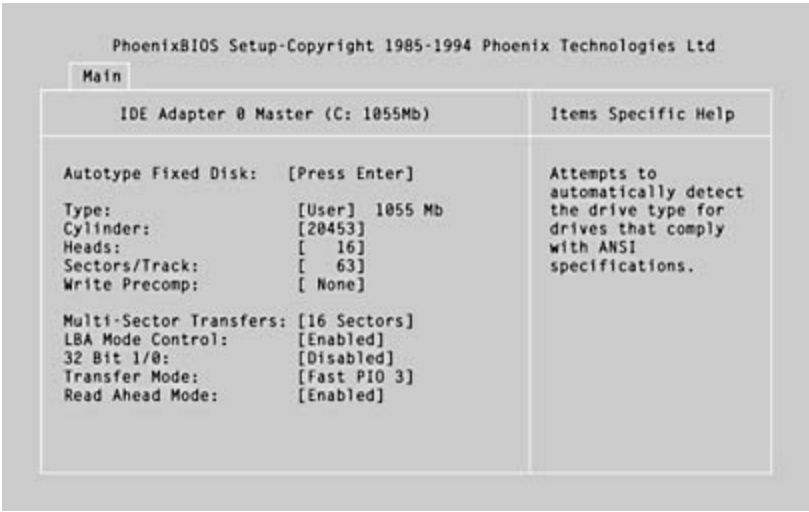 PhoenixBIOS Setup-Copyright 1985-1994 Phoenix Technologies Ltd
Main
IDE Adapter 0 Master (C: 1055Mb)
Autotype Fixed Disk: [Press Enter]
Type: [User] 1055 Mb
Cylinder: [20453]
Heads: [ 16]
Sectors/Track: [ 63]
Write Precomp: [ None]
Multi-Sector Transfers: [16 Sectors]
LBA Mode Control: [Enabled]
32 Bit 1/0: [Disabled]
Transfer Mode: [Fast PIO 3]
Read Ahead Mode: [Enabled]
Items Specific Help
Attempts to
automatically detect
the drive type for
drives that comply
with ANSI
specifications.